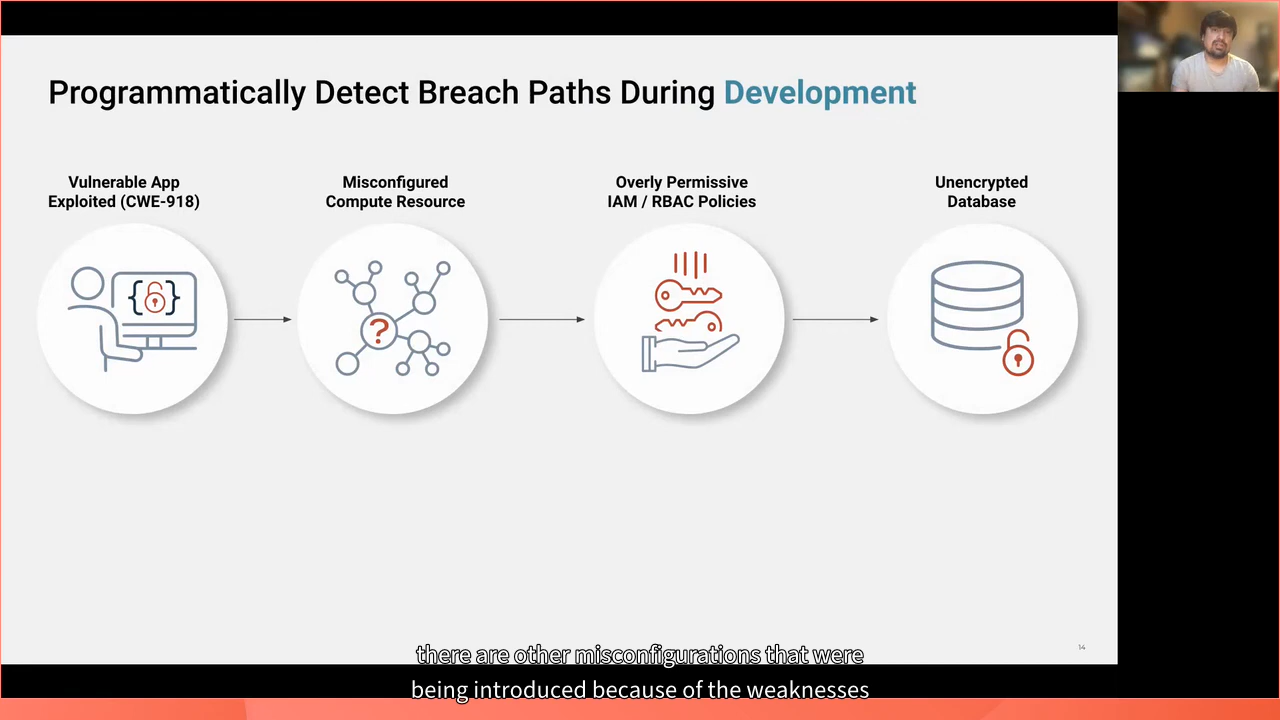 Programmatically Detect Breach Paths During Development
Vulnerable App
Exploited (CWE-918)
Misconfigured
Compute Resource
Overly Permissive
IAM / RBAC Policies
Unencrypted
Database
{ }
?
14
there are other misconfigurations that were
being introduced because of the weaknesses